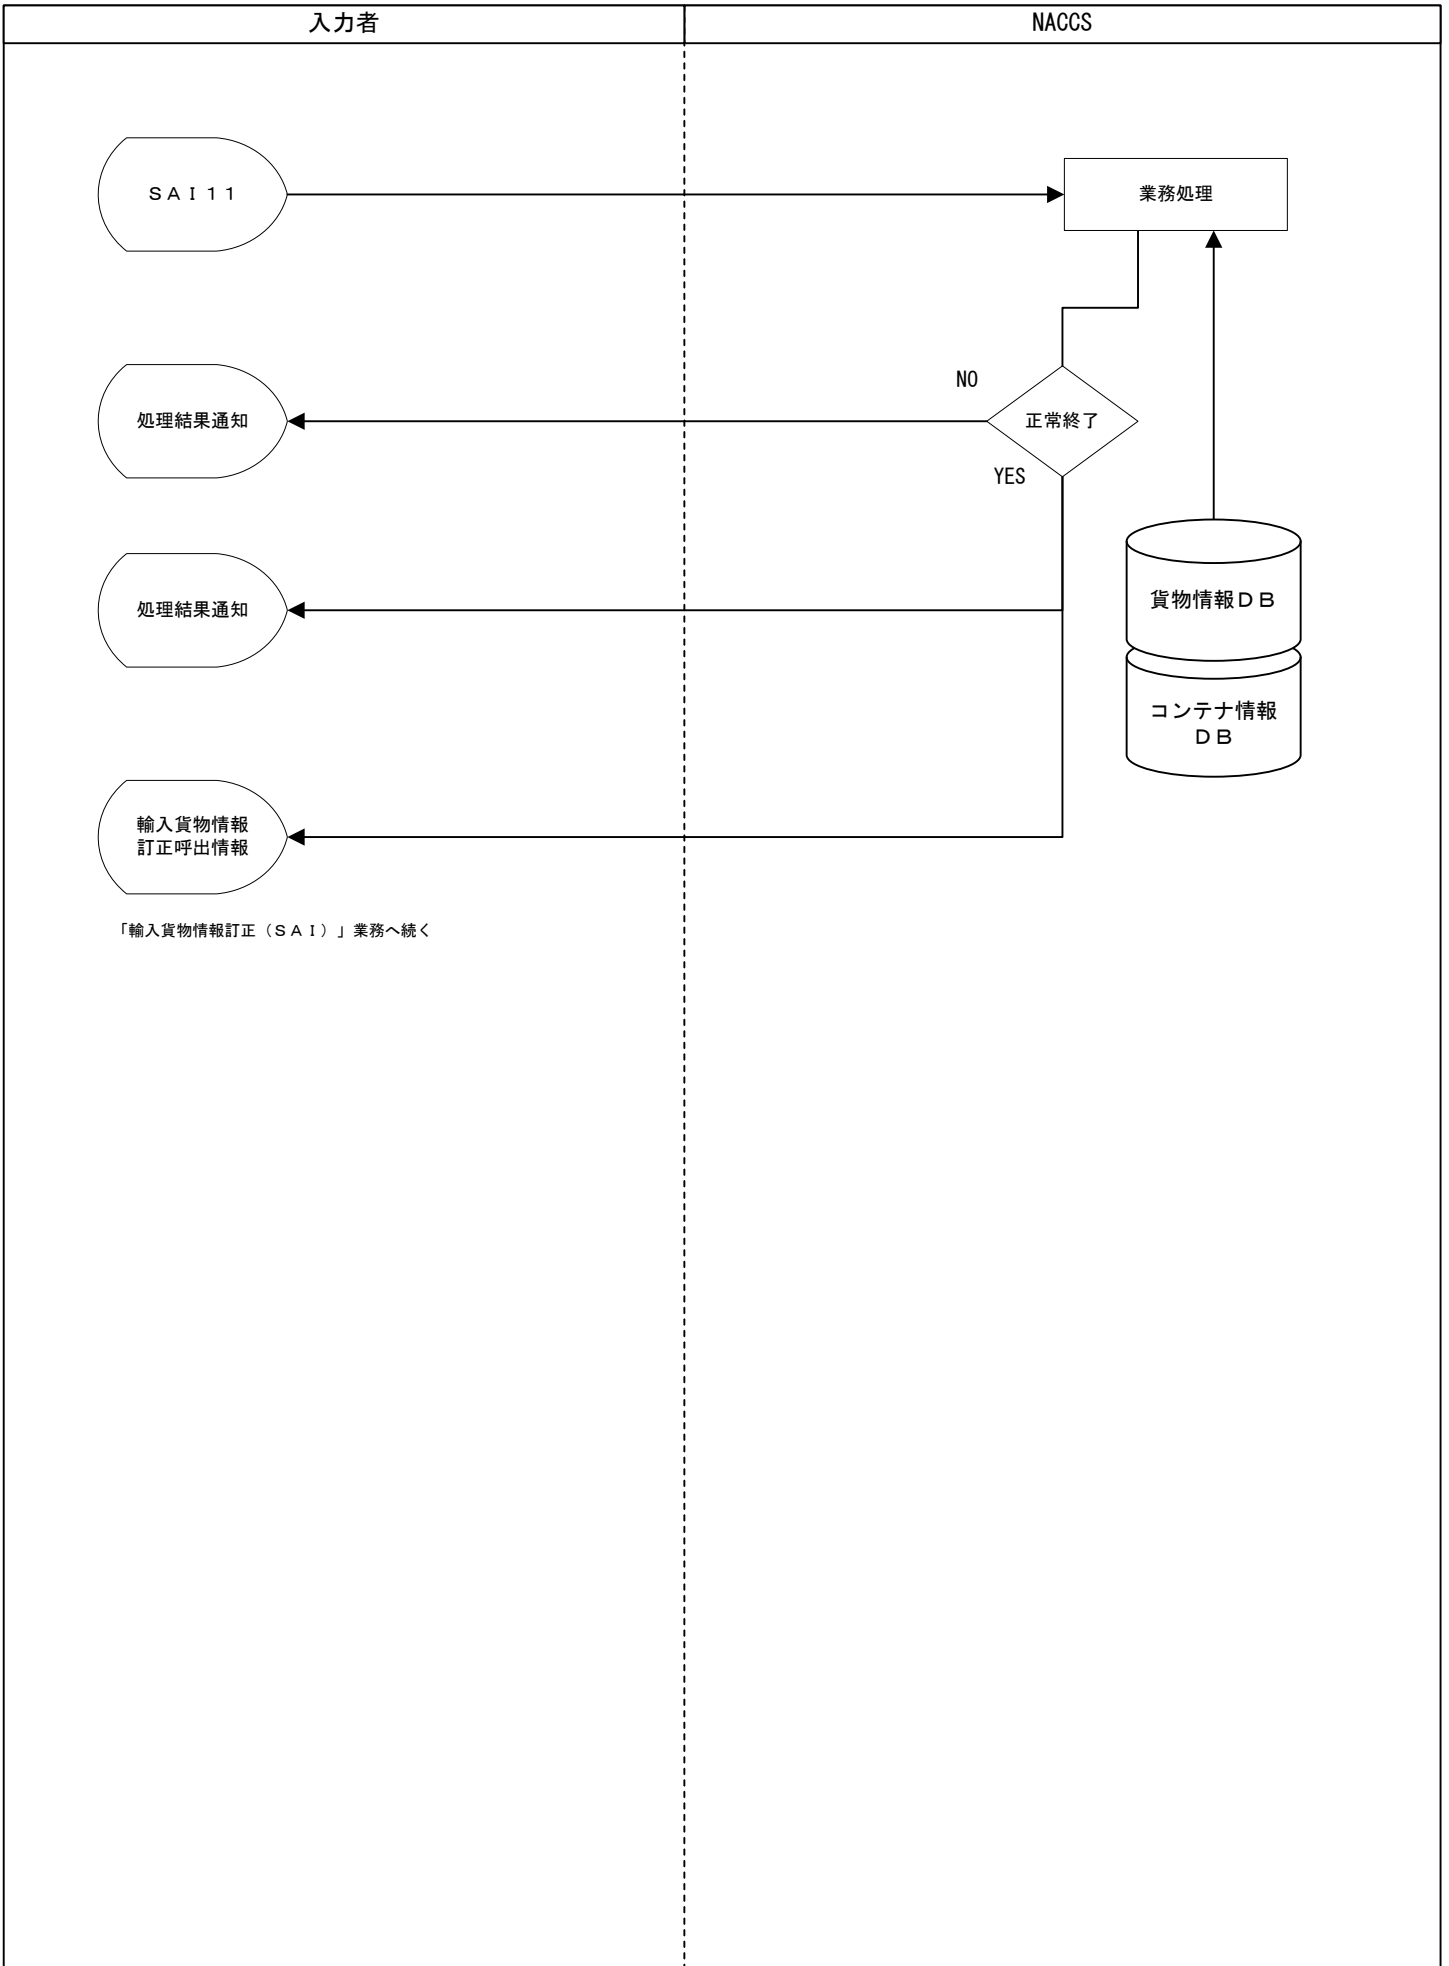 入力者
NACCS
ＳＡＩ１１
業務処理
NO
処理結果通知
正常終了
YES
処理結果通知
貨物情報ＤＢ
コンテナ情報
ＤＢ
輸入貨物情報
訂正呼出情報
「輸入貨物情報訂正（ＳＡＩ）」業務へ続く